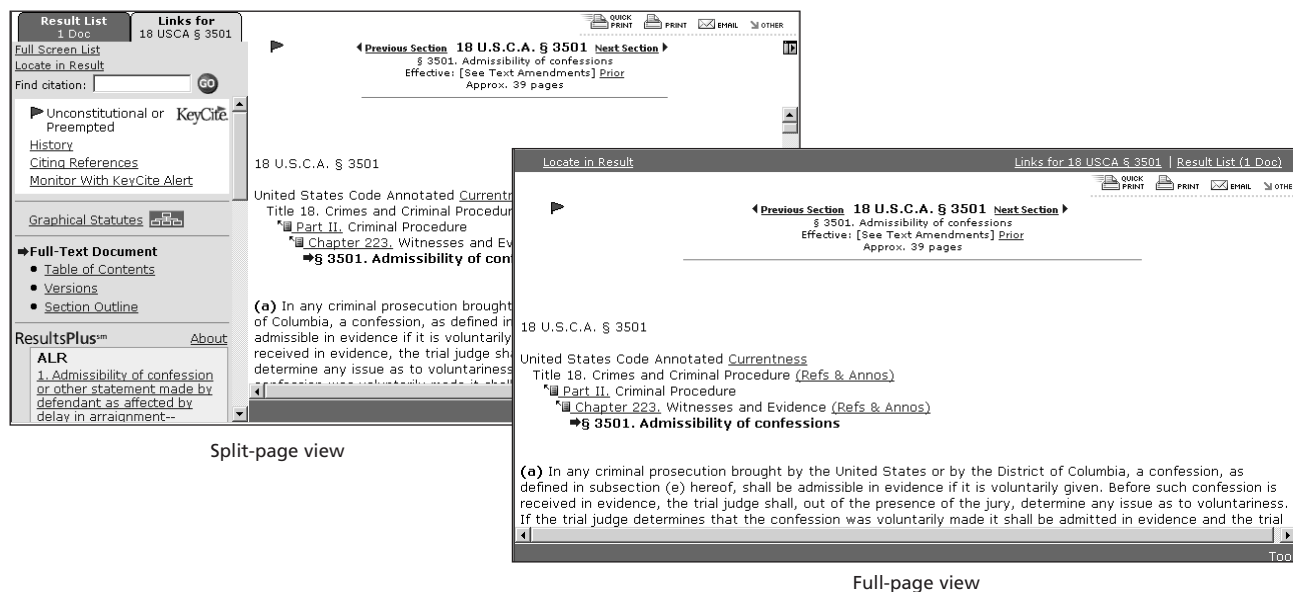 Result List
1 Doc
Links for
18 USCA § 3501
Full Screen List
Locate in Result
Find citation:
GO
Unconstitutional or
Preempted
KeyCite
History
Citing References
Monitor With KeyCite Alert
Graphical Statutes
Full-Text Document
• Table of Contents
• Versions
• Section Outline
ResultsPlus℠ About
ALR
1. Admissibility of confession
or other statement made by
defendant as affected by
delay in arraignment--
QUICK PRINT PRINT EMAIL OTHER
Previous Section 18 U.S.C.A. § 3501 Next Section
§ 3501. Admissibility of confessions
Effective: [See Text Amendments] Prior
Approx. 39 pages
18 U.S.C.A. § 3501
United States Code Annotated Current
Title 18. Crimes and Criminal Procedur
Part II. Criminal Procedure
Chapter 223. Witnesses and Ev
§ 3501. Admissibility of con
(a) In any criminal prosecution brought
of Columbia, a confession, as defined in
admissible in evidence if it is voluntarily
received in evidence, the trial judge sha
determine any issue as to voluntariness
confession was voluntarily made it shall
Split-page view
Locate in Result
Links for 18 USCA § 3501 | Result List (1 Doc)
QUICK PRINT PRINT EMAIL OTHE
Previous Section 18 U.S.C.A. § 3501 Next Section
§ 3501. Admissibility of confessions
Effective: [See Text Amendments] Prior
Approx. 39 pages
18 U.S.C.A. § 3501
United States Code Annotated Currentness
Title 18. Crimes and Criminal Procedure (Refs & Annos)
Part II. Criminal Procedure
Chapter 223. Witnesses and Evidence (Refs & Annos)
§ 3501. Admissibility of confessions
(a) In any criminal prosecution brought by the United States or by the District of Columbia, a confession, as
defined in subsection (e) hereof, shall be admissible in evidence if it is voluntarily given. Before such confession is
received in evidence, the trial judge shall, out of the presence of the jury, determine any issue as to voluntariness.
If the trial judge determines that the confession was voluntarily made it shall be admitted in evidence and the trial
Too
Full-page view